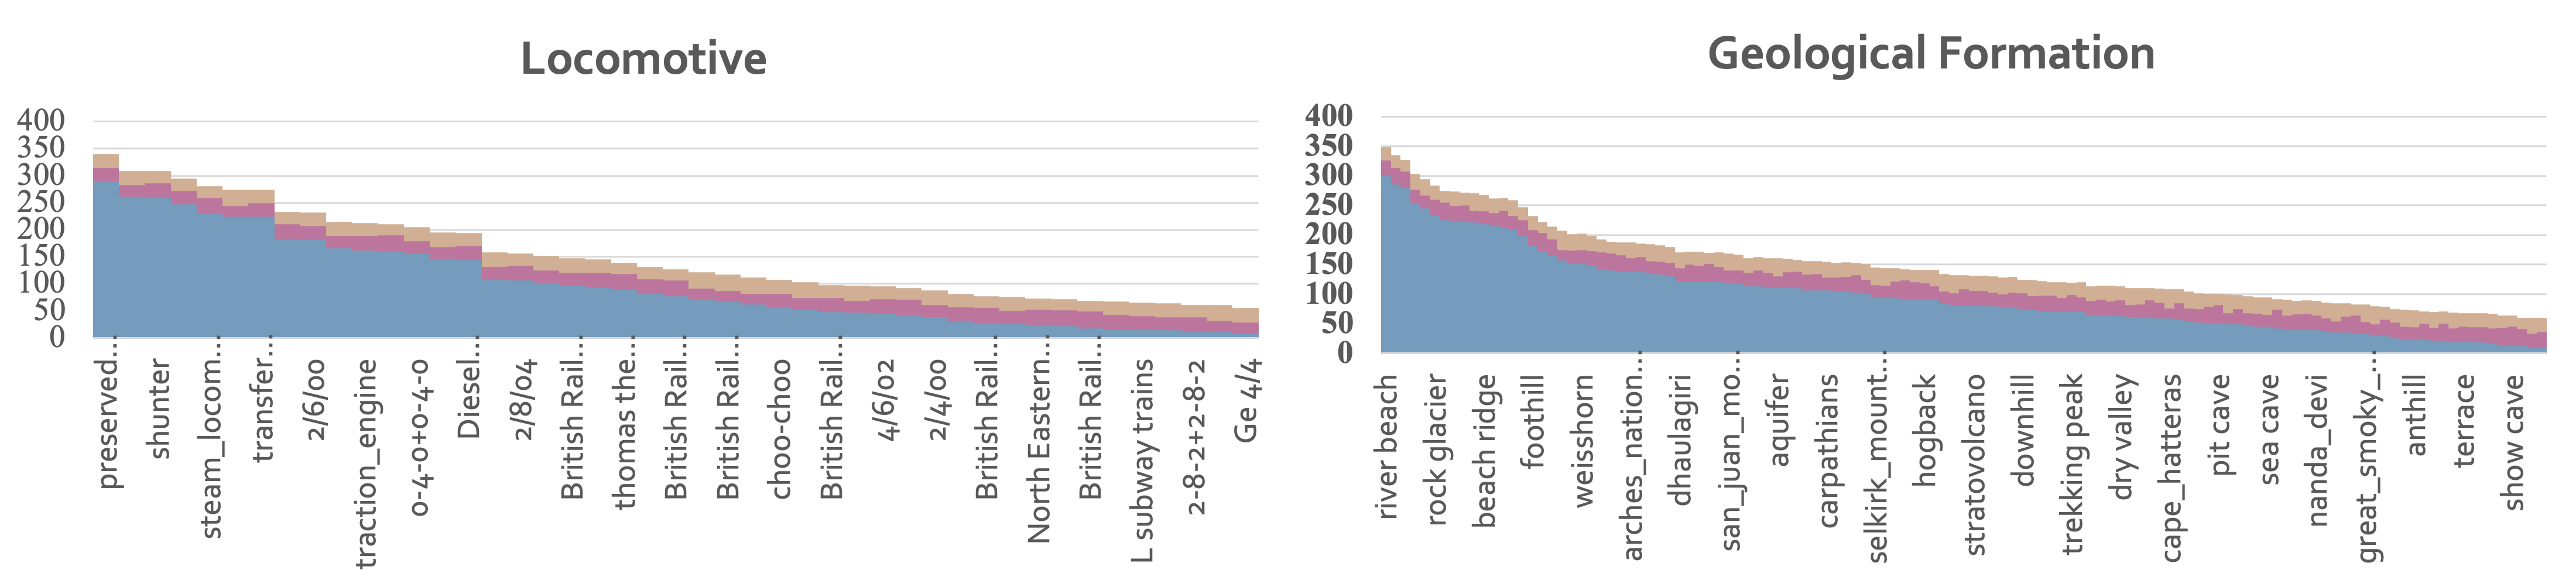 Locomotive
400
350
300
250
200
150
100
50
0
preserved...
shunter
steam_locom...
transfer...
2/6/00
traction_engine
0-4-0+0-4-0
Diesel...
2/8/04
British Rail...
thomas the...
British Rail...
British Rail...
choo-choo
British Rail...
4/6/02
2/4/00
British Rail...
North Eastern...
British Rail...
L subway trains
2-8-2+2-8-2
Ge 4/4
Geological Formation
400
350
300
250
200
150
100
50
0
river beach
rock glacier
beach ridge
foothill
weisshorn
arches_nation...
dhaulagiri
san_juan_mo...
aquifer
carpathians
selkirk_mount...
hogback
stratovolcano
downhill
trekking peak
dry valley
cape_hatteras
pit cave
sea cave
nanda_devi
great_smoky_...
anthill
terrace
show cave